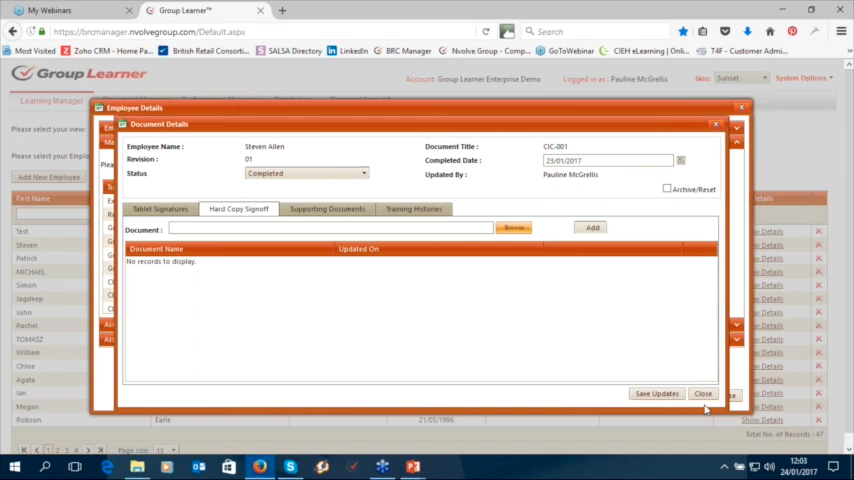 My Webinars
Group Learner™
https://brcmanager.nvolvegroup.com/Default.aspx
Search
Most Visited
Zoho CRM - Home Pa...
British Retail Consorti...
SALSA Directory
LinkedIn
BRC Manager
Nvolve Group - Comp...
GoToWebinar
CIEH eLearning | Onli...
T4F - Customer Admi...
Group Learner
Account: Group Learner Enterprise Demo
Logged in as : Pauline McGrellis
Skin:
Sunset
System Options
Learning Manager
Please select your view:
Please select your Emplo
Add New Employee
First Name
Test
Steven
Patrick
MICHAEL
Simon
Jagdeep
John
Rachel
TOMASZ
William
Chloe
Agata
Ian
Megan
Robson
Earle
21/05/1996
Show Details
Total No. of Records : 47
1 2 3 4
Page size:
15
Employee Details
Document Details
Employee Name :
Steven Allen
Document Title :
CIC-001
Revision :
01
Completed Date :
23/01/2017
Status
Completed
Updated By :
Pauline McGrellis
Archive/Reset
Tablet Signatures
Hard Copy Signoff
Supporting Documents
Training Histories
Document :
Browse
Add
Document Name
Updated On
No records to display.
Save Updates
Close
12:03
24/01/2017